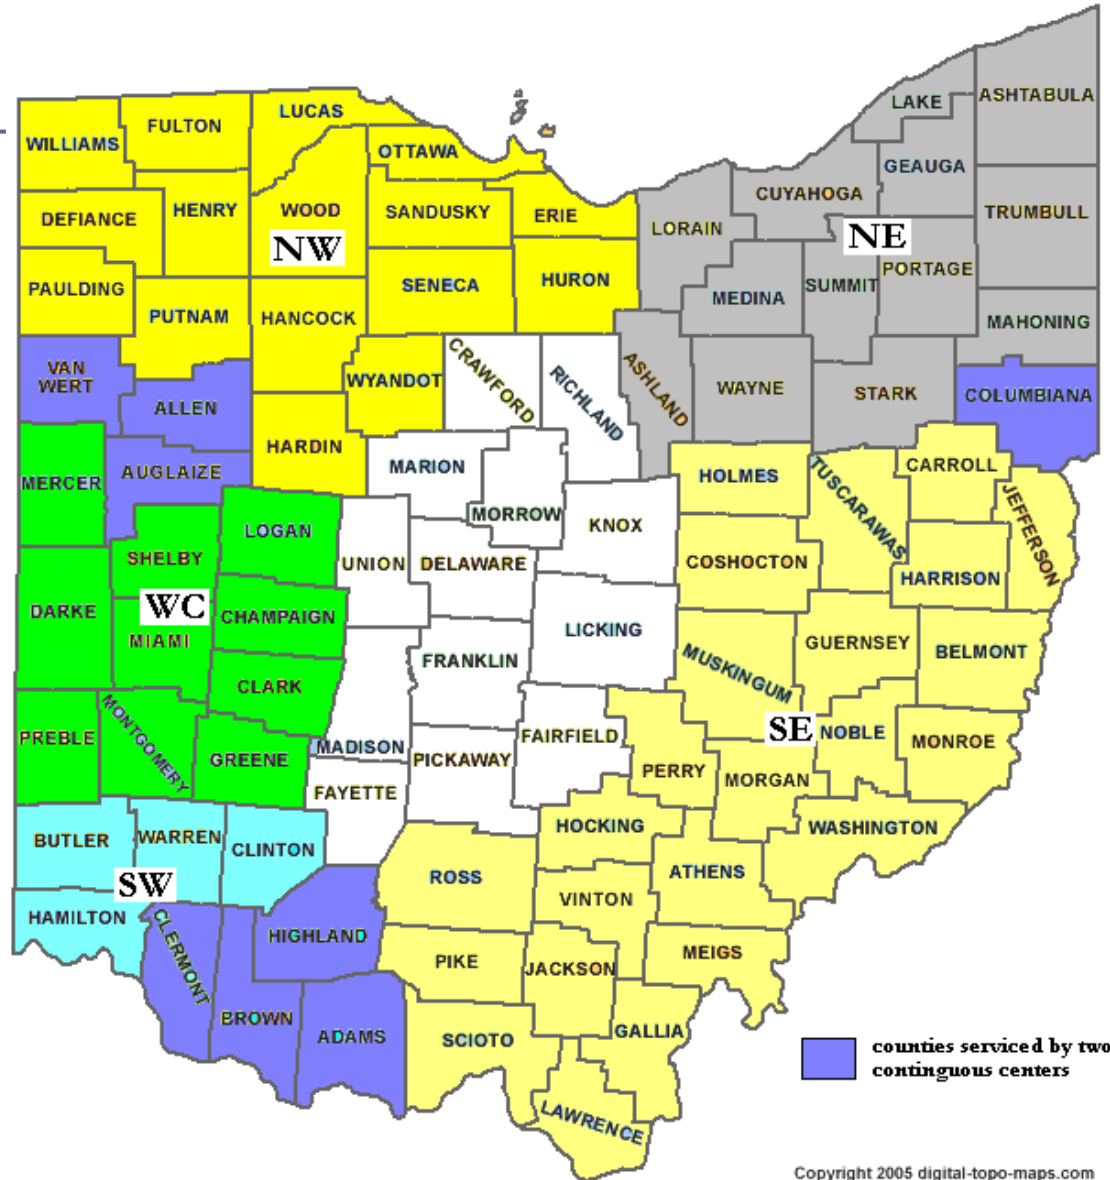 LAKE
ASHTABULA
LUCAS
FULTON
WILLIAMS
OTTAWA
GEAUGA
CUYAHOGA
DEFIANCE
HENRY
WOOD
SANDUSKY
ERIE
LORAIN
TRUMBULL
NW
NE
PAULDING
SENECA
HURON
MEDINA
SUMMIT
PORTAGE
PUTNAM
HANCOCK
MAHONING
VAN
WERT
WYANDOT
CRAWFORD
RICHLAND
ASHLAND
WAYNE
STARK
COLUMBIANA
ALLEN
HARDIN
MERCER
AUGLAIZE
MARION
HOLMES
TUSCARAWAS
CARROLL
JEFFERSON
LOGAN
MORROW
KNOX
SHELBY
UNION
DELAWARE
COSHOCTON
HARRISON
DARKE
WC
CHAMPAIGN
MIAMI
LICKING
GUERNSEY
BELMONT
FRANKLIN
MUSKINGUM
CLARK
PREBLE
MONTGOMERY
GREENE
MADISON
PICKAWAY
FAIRFIELD
SE
NOBLE
MONROE
FAYETTE
PERRY
MORGAN
BUTLER
WARREN
CLINTON
HOCKING
WASHINGTON
SW
ROSS
ATHENS
HAMILTON
VINTON
CLERMONT
HIGHLAND
PIKE
JACKSON
MEIGS
BROWN
ADAMS
SCIOTO
GALLIA
LAWRENCE
counties serviced by two
continguous centers
Copyright 2005 digital-topo-maps.com